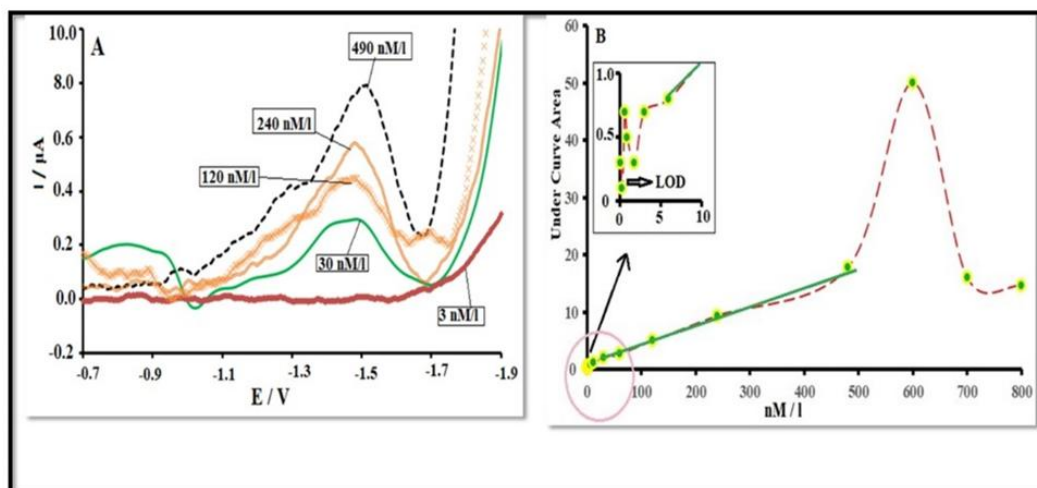 A
10.0
8.0
0.6
0.4
0.2
0.0
-0.2
I / µA
490 nM/l
240 nM/l
120 nM/l
30 nM/l
3 nM/l
-0.7 -0.9 -1.1 -1.3 -1.5 -1.7 -1.9
E / V
B
60
50
40
30
20
10
0
Under Curve Area
1.0
0.5
0
LOD
0 5 10
0 100 200 300 400 500 600 700 800
nM / l